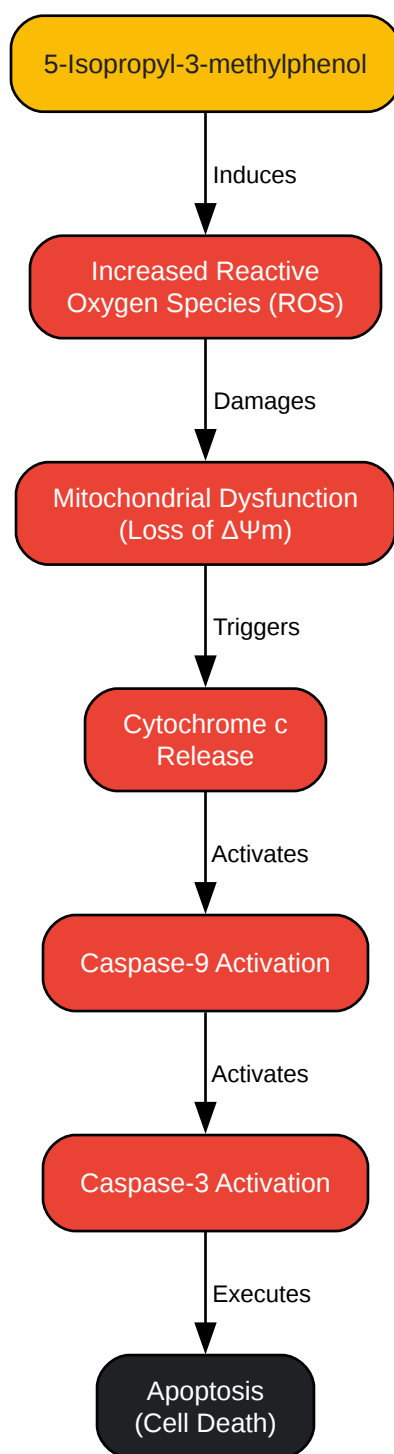 5-Isopropyl-3-methylphenol
Induces
Increased Reactive
Oxygen Species (ROS)
Damages
Mitochondrial Dysfunction
(Loss of ΔΨm)
Triggers
Cytochrome c
Release
Activates
Caspase-9 Activation
Activates
Caspase-3 Activation
Executes
Apoptosis
(Cell Death)